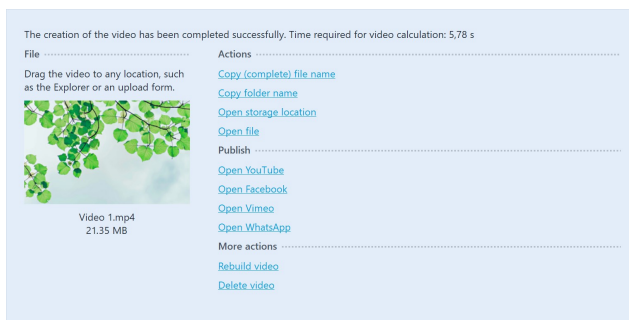 The creation of the video has been completed successfully. Time required for video calculation: 5,78 s
File
Drag the video to any location, such
as the Explorer or an upload form.
Video 1.mp4
21.35 MB
Actions
Copy (complete) file name
Copy folder name
Open storage location
Open file
Publish
Open YouTube
Open Facebook
Open Vimeo
Open WhatsApp
More actions
Rebuild video
Delete video